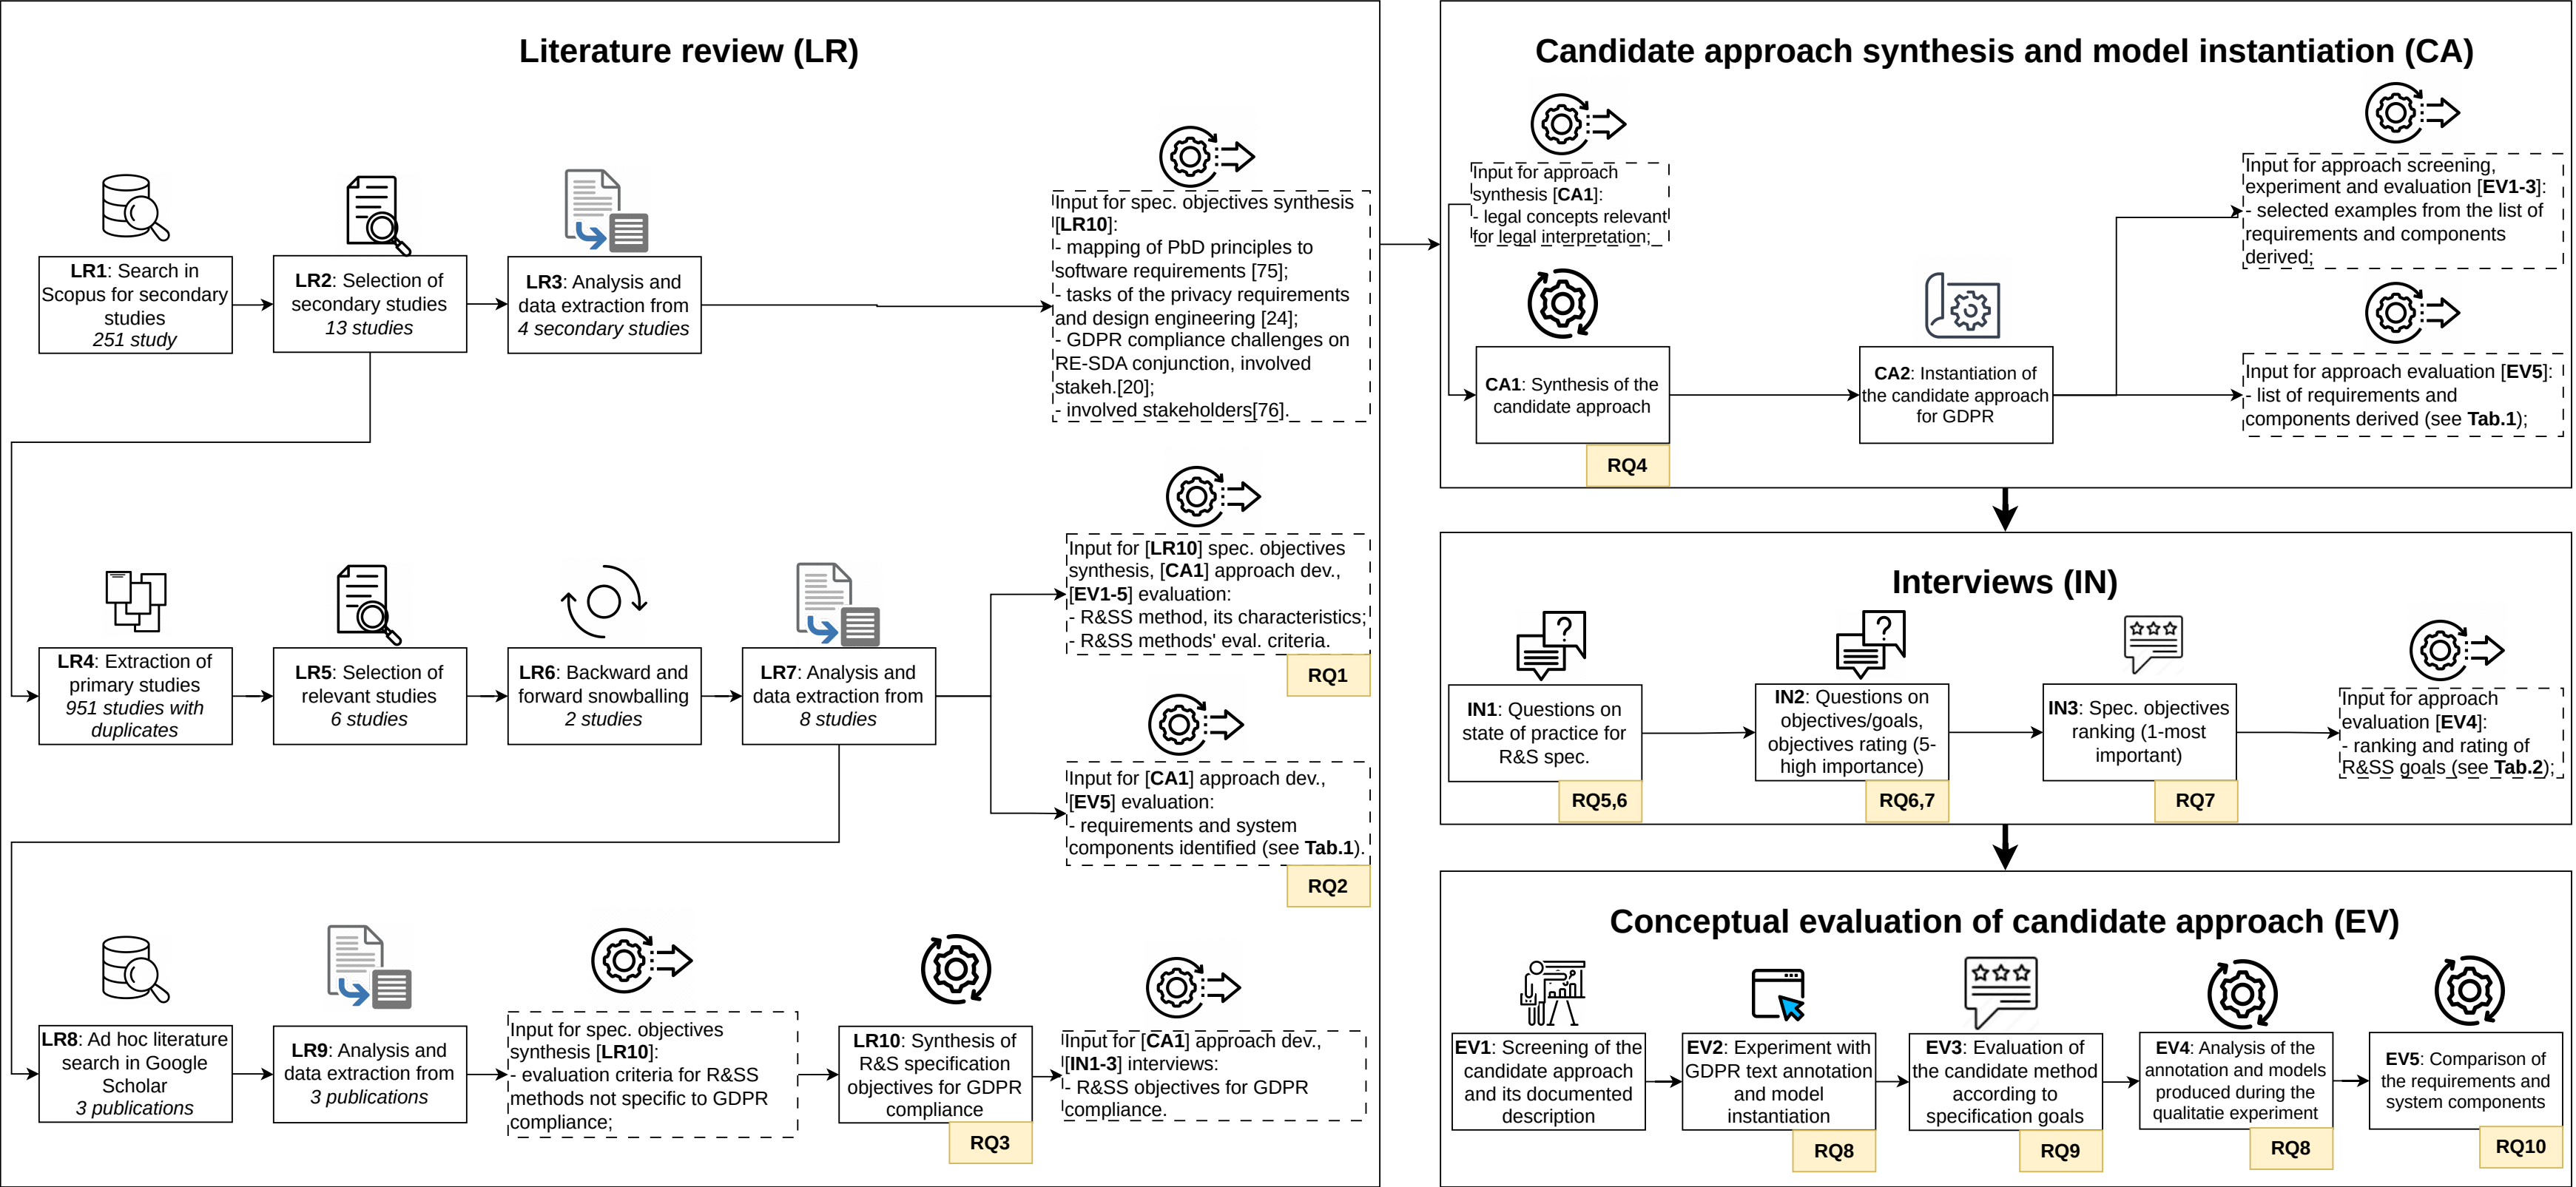 Literature review (LR)
LR1: Search in
Scopus for secondary
studies
251 study
LR2: Selection of
secondary studies
13 studies
LR3: Analysis and
data extraction from
4 secondary studies
Input for spec. objectives synthesis
[LR10]:
- mapping of PbD principles to
software requirements [75];
- tasks of the privacy requirements
and design engineering [24];
- GDPR compliance challenges on
RE-SDA conjunction, involved
stakeh.[20];
- involved stakeholders[76].
LR4: Extraction of
primary studies
951 studies with
duplicates
LR5: Selection of
relevant studies
6 studies
LR6: Backward and
forward snowballing
2 studies
LR7: Analysis and
data extraction from
8 studies
Input for [LR10] spec. objectives
synthesis, [CA1] approach dev.,
[EV1-5] evaluation:
- R&SS method, its characteristics;
- R&SS methods' eval. criteria.
RQ1
Input for [CA1] approach dev.,
[EV5] evaluation:
- requirements and system
components identified (see Tab.1).
RQ2
LR8: Ad hoc literature
search in Google
Scholar
3 publications
LR9: Analysis and
data extraction from
3 publications
Input for spec. objectives
synthesis [LR10]:
- evaluation criteria for R&SS
methods not specific to GDPR
compliance;
LR10: Synthesis of
R&S specification
objectives for GDPR
compliance
RQ3
Input for [CA1] approach dev.,
[IN1-3] interviews:
- R&SS objectives for GDPR
compliance.
Candidate approach synthesis and model instantiation (CA)
Input for approach
synthesis [CA1]:
- legal concepts relevant
for legal interpretation;
CA1: Synthesis of the
candidate approach
RQ4
CA2: Instantiation of
the candidate approach
for GDPR
Input for approach screening,
experiment and evaluation [EV1-3]:
- selected examples from the list of
requirements and components
derived;
Input for approach evaluation [EV5]:
- list of requirements and
components derived (see Tab.1);
Interviews (IN)
IN1: Questions on
state of practice for
R&S spec.
RQ5,6
IN2: Questions on
objectives/goals,
objectives rating (5-
high importance)
RQ6,7
IN3: Spec. objectives
ranking (1-most
important)
RQ7
Input for approach
evaluation [EV4]:
- ranking and rating of
R&SS goals (see Tab.2);
Conceptual evaluation of candidate approach (EV)
EV1: Screening of the
candidate approach
and its documented
description
EV2: Experiment with
GDPR text annotation
and model
instantiation
RQ8
EV3: Evaluation of
the candidate method
according to
specification goals
RQ9
EV4: Analysis of the
annotation and models
produced during the
qualitatie experiment
RQ8
EV5: Comparison of
the requirements and
system components
RQ10